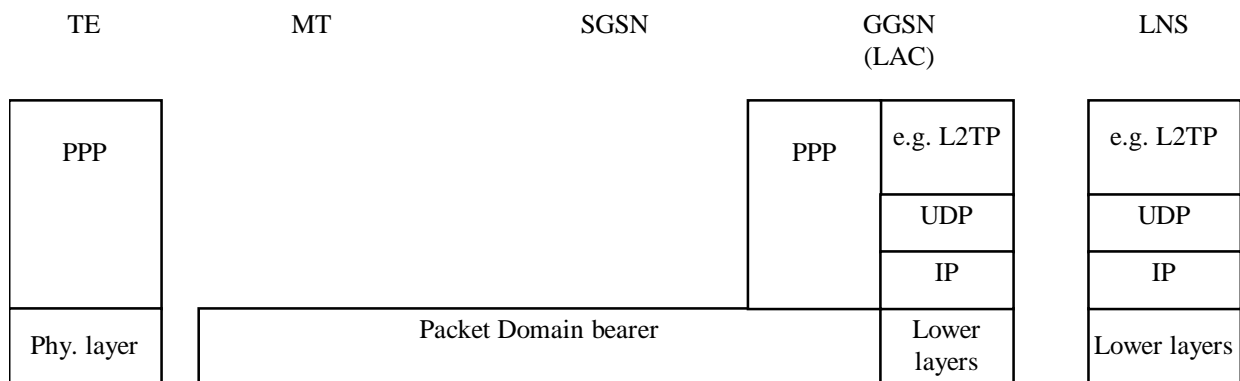 TE MT SGSN GGSN LNS
(LAC)
PPP PPP e.g. L2TP e.g. L2TP
UDP UDP
IP IP
Phy. layer Packet Domain bearer Lower layers Lower layers